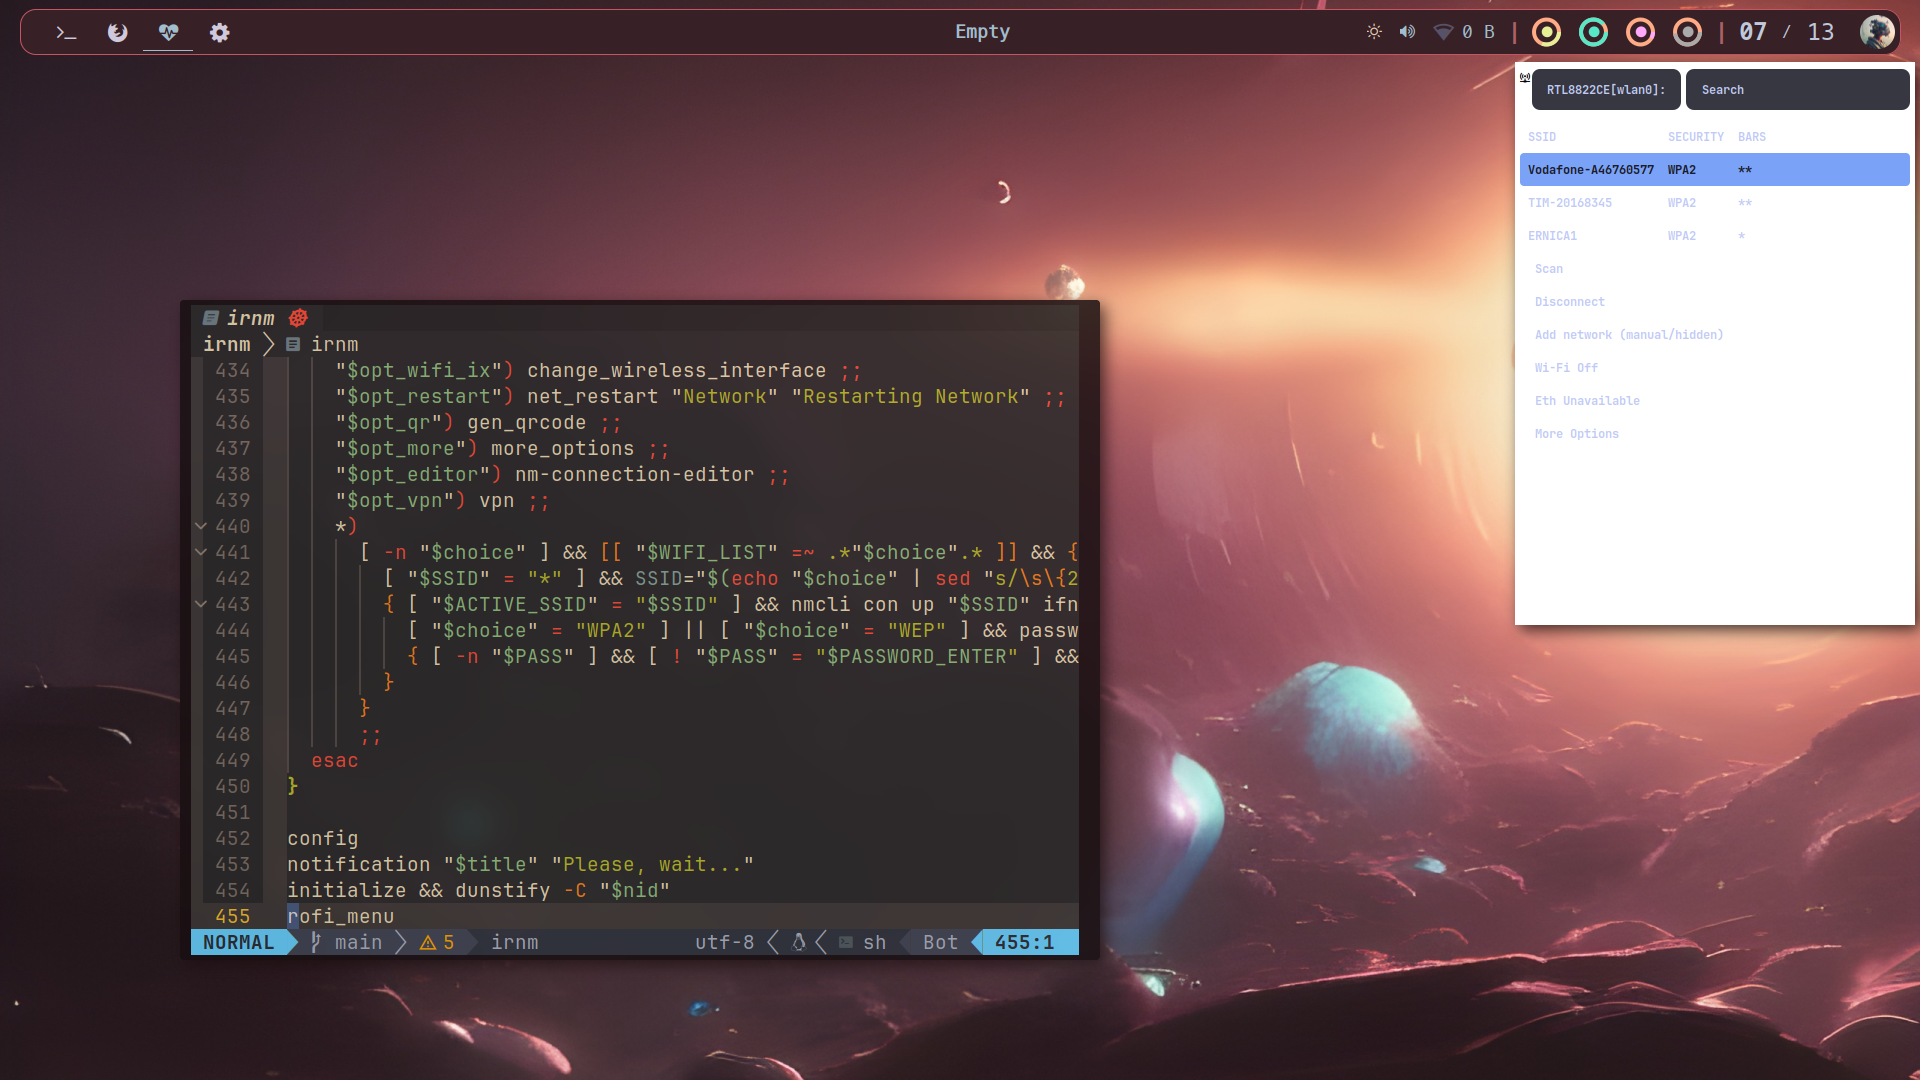 Empty
0 B
07 / 13
RTL8822CE[wlan0]:
Search
SSID SECURITY BARS
Vodafone-A46760577 WPA2 **
TIM-20168345 WPA2 **
ERNICA1 WPA2 *
Scan
Disconnect
Add network (manual/hidden)
Wi-Fi Off
Eth Unavailable
More Options
irnm
irnm irnm
434 "$opt_wifi_ix") change_wireless_interface ;;
435 "$opt_restart") net_restart "Network" "Restarting Network" ;;
436 "$opt_qr") gen_qrcode ;;
437 "$opt_more") more_options ;;
438 "$opt_editor") nm-connection-editor ;;
439 "$opt_vpn") vpn ;;
440 *)
441 [ -n "$choice" ] && [[ "$WIFI_LIST" =~ .*"$choice".* ]] && {
442 [ "$SSID" = "*" ] && SSID="$(echo "$choice" | sed "s/\s\{2
443 { [ "$ACTIVE_SSID" = "$SSID" ] && nmcli con up "$SSID" ifn
444 [ "$choice" = "WPA2" ] || [ "$choice" = "WEP" ] && passw
445 { [ -n "$PASS" ] && [ ! "$PASS" = "$PASSWORD_ENTER" ] &&
446 }
447 }
448 ;;
449 esac
450 }
451
452 config
453 notification "$title" "Please, wait..."
454 initialize && dunstify -C "$nid"
455 rofi_menu
NORMAL main 5 irnm utf-8 sh Bot 455:1